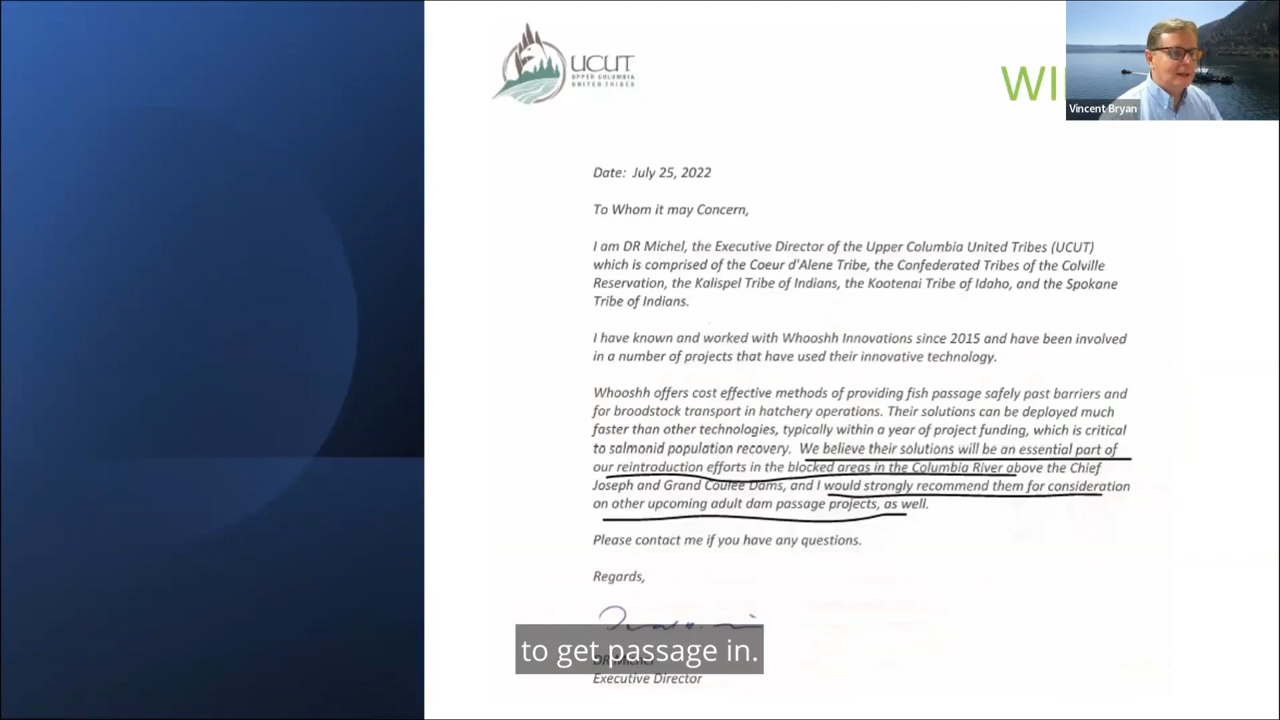 UCUT
UPPER COLUMBIA
UNITED TRIBES
WI
Vincent Bryan
Date: July 25, 2022
To Whom it may Concern,
I am DR Michel, the Executive Director of the Upper Columbia United Tribes (UCUT)
which is comprised of the Coeur d'Alene Tribe, the Confederated Tribes of the Colville
Reservation, the Kalispel Tribe of Indians, the Kootenai Tribe of Idaho, and the Spokane
Tribe of Indians.
I have known and worked with Whooshh Innovations since 2015 and have been involved
in a number of projects that have used their innovative technology.
Whooshh offers cost effective methods of providing fish passage safely past barriers and
for broodstock transport in hatchery operations. Their solutions can be deployed much
faster than other technologies, typically within a year of project funding, which is critical
to salmonid population recovery. We believe their solutions will be an essential part of
our reintroduction efforts in the blocked areas in the Columbia River above the Chief
Joseph and Grand Coulee Dams, and I would strongly recommend them for consideration
on other upcoming adult dam passage projects, as well.
Please contact me if you have any questions.
Regards,
to get passage in.
DR Michel
Executive Director